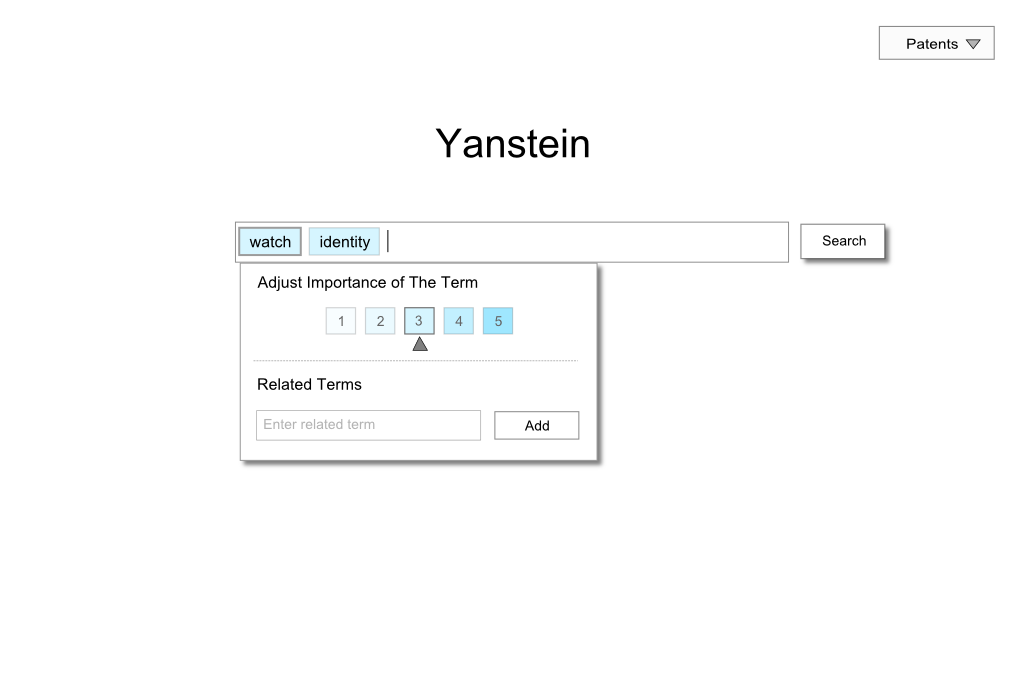 Patents
Yanstein
watch identity
Search
Adjust Importance of The Term
1 2 3 4 5
Related Terms
Enter related term
Add